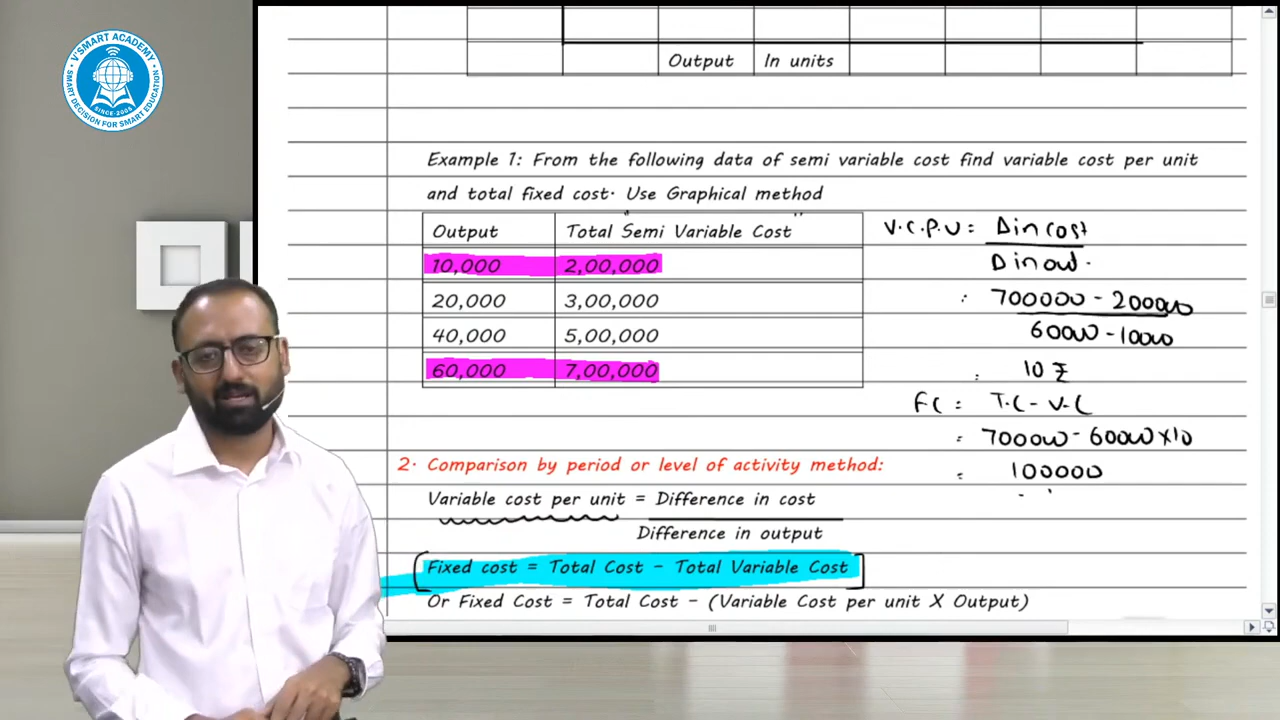 V'SMART ACADEMY
SINCE-2005
SMART DECISION FOR SMART EDUCATION
Output In units
Example 1: From the following data of semi variable cost find variable cost per unit
and total fixed cost. Use Graphical method
Output Total Semi Variable Cost
10,000 2,00,000
20,000 3,00,000
40,000 5,00,000
60,000 7,00,000
V.C.P.U = D in cost
D in out.
: 700000 - 200000
60000 - 10000
= 10 ₹
FC = T.C - V.C
= 700000 - 60000 X 10
= 100000
2. Comparison by period or level of activity method:
Variable cost per unit = Difference in cost
Difference in output
Fixed cost = Total Cost - Total Variable Cost
Or Fixed Cost = Total Cost - (Variable Cost per unit X Output)